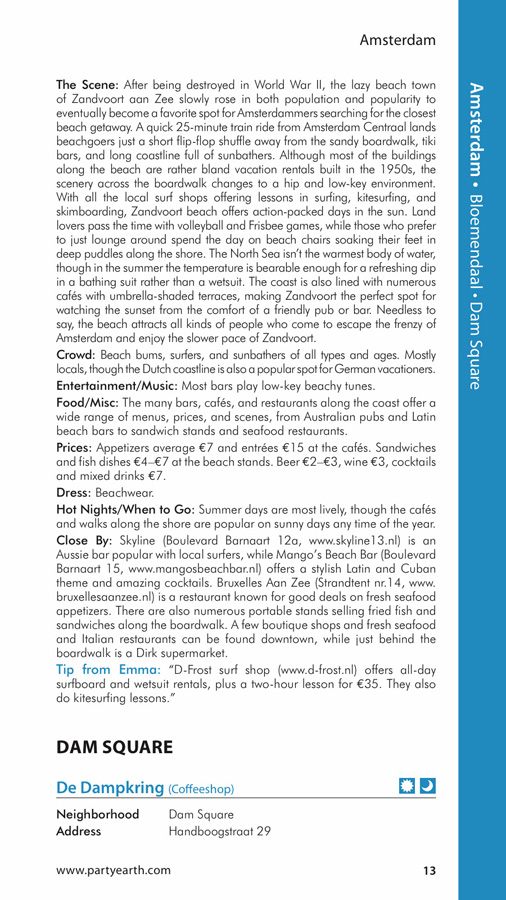 Amsterdam
The Scene: After being destroyed in World War II, the lazy beach town
of Zandvoort aan Zee slowly rose in both population and popularity to
eventually become a favorite spot for Amsterdammers searching for the closest
beach getaway. A quick 25-minute train ride from Amsterdam Centraal lands
beachgoers just a short flip-flop shuffle away from the sandy boardwalk, tiki
bars, and long coastline full of sunbathers. Although most of the buildings
along the beach are rather bland vacation rentals built in the 1950s, the
scenery across the boardwalk changes to a hip and low-key environment.
With all the local surf shops offering lessons in surfing, kitesurfing, and
skimboarding, Zandvoort beach offers action-packed days in the sun. Land
lovers pass the time with volleyball and Frisbee games, while those who prefer
to just lounge around spend the day on beach chairs soaking their feet in
deep puddles along the shore. The North Sea isn't the warmest body of water,
though in the summer the temperature is bearable enough for a refreshing dip
in a bathing suit rather than a wetsuit. The coast is also lined with numerous
cafés with umbrella-shaded terraces, making Zandvoort the perfect spot for
watching the sunset from the comfort of a friendly pub or bar. Needless to
say, the beach attracts all kinds of people who come to escape the frenzy of
Amsterdam and enjoy the slower pace of Zandvoort.
Crowd: Beach bums, surfers, and sunbathers of all types and ages. Mostly
locals, though the Dutch coastline is also a popular spot for German vacationers.
Entertainment/Music: Most bars play low-key beachy tunes.
Food/Misc: The many bars, cafés, and restaurants along the coast offer a
wide range of menus, prices, and scenes, from Australian pubs and Latin
beach bars to sandwich stands and seafood restaurants.
Prices: Appetizers average €7 and entrées €15 at the cafés. Sandwiches
and fish dishes €4–€7 at the beach stands. Beer €2–€3, wine €3, cocktails
and mixed drinks €7.
Dress: Beachwear.
Hot Nights/When to Go: Summer days are most lively, though the cafés
and walks along the shore are popular on sunny days any time of the year.
Close By: Skyline (Boulevard Barnaart 12a, www.skyline13.nl) is an
Aussie bar popular with local surfers, while Mango's Beach Bar (Boulevard
Barnaart 15, www.mangosbeachbar.nl) offers a stylish Latin and Cuban
theme and amazing cocktails. Bruxelles Aan Zee (Strandtent nr.14, www.
bruxellesaanzee.nl) is a restaurant known for good deals on fresh seafood
appetizers. There are also numerous portable stands selling fried fish and
sandwiches along the boardwalk. A few boutique shops and fresh seafood
and Italian restaurants can be found downtown, while just behind the
boardwalk is a Dirk supermarket.
Tip from Emma: “D-Frost surf shop (www.d-frost.nl) offers all-day
surfboard and wetsuit rentals, plus a two-hour lesson for €35. They also
do kitesurfing lessons.”
DAM SQUARE
De Dampkring (Coffeeshop)
Neighborhood Dam Square
Address Handboogstraat 29
www.partyearth.com 13
Amsterdam • Bloemendaal • Dam Square